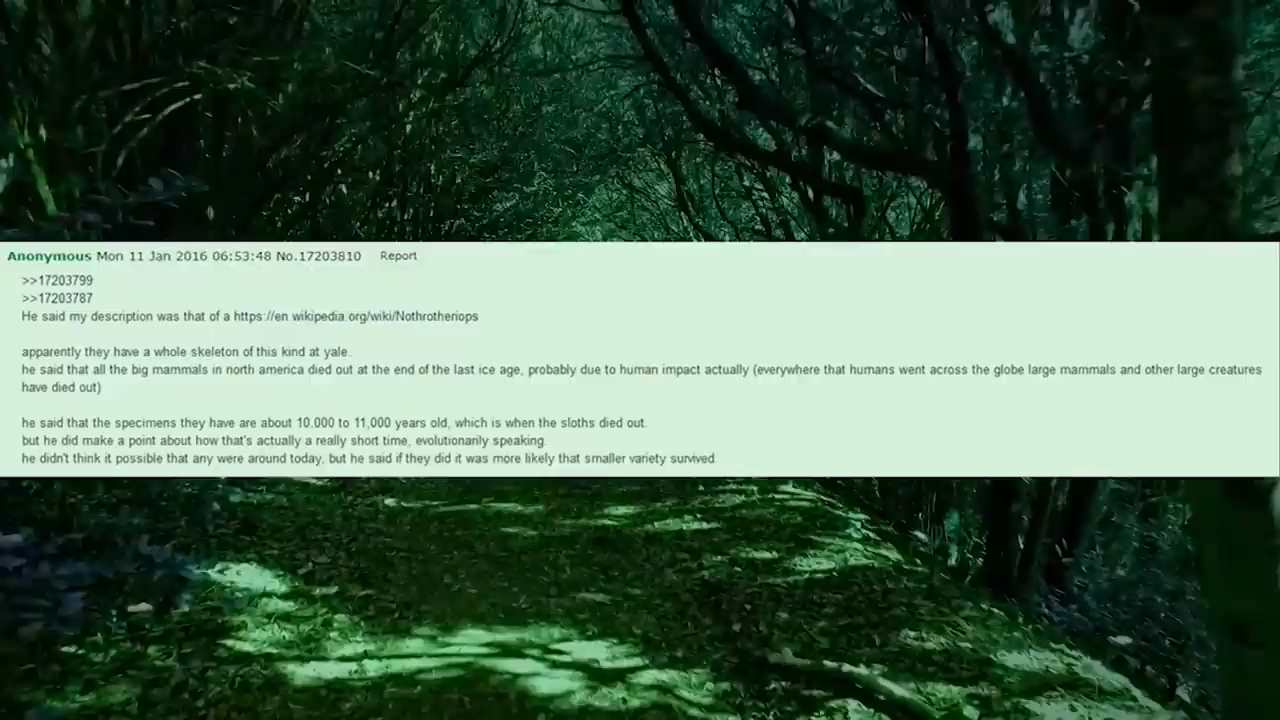 Anonymous Mon 11 Jan 2016 06:53:48 No.17203810 Report
>>17203799
>>17203787
He said my description was that of a https://en.wikipedia.org/wiki/Nothrotheriops
apparently they have a whole skeleton of this kind at yale.
he said that all the big mammals in north america died out at the end of the last ice age, probably due to human impact actually (everywhere that humans went across the globe large mammals and other large creatures
have died out)
he said that the specimens they have are about 10.000 to 11,000 years old, which is when the sloths died out.
but he did make a point about how that's actually a really short time, evolutionarily speaking.
he didn't think it possible that any were around today, but he said if they did it was more likely that smaller variety survived.